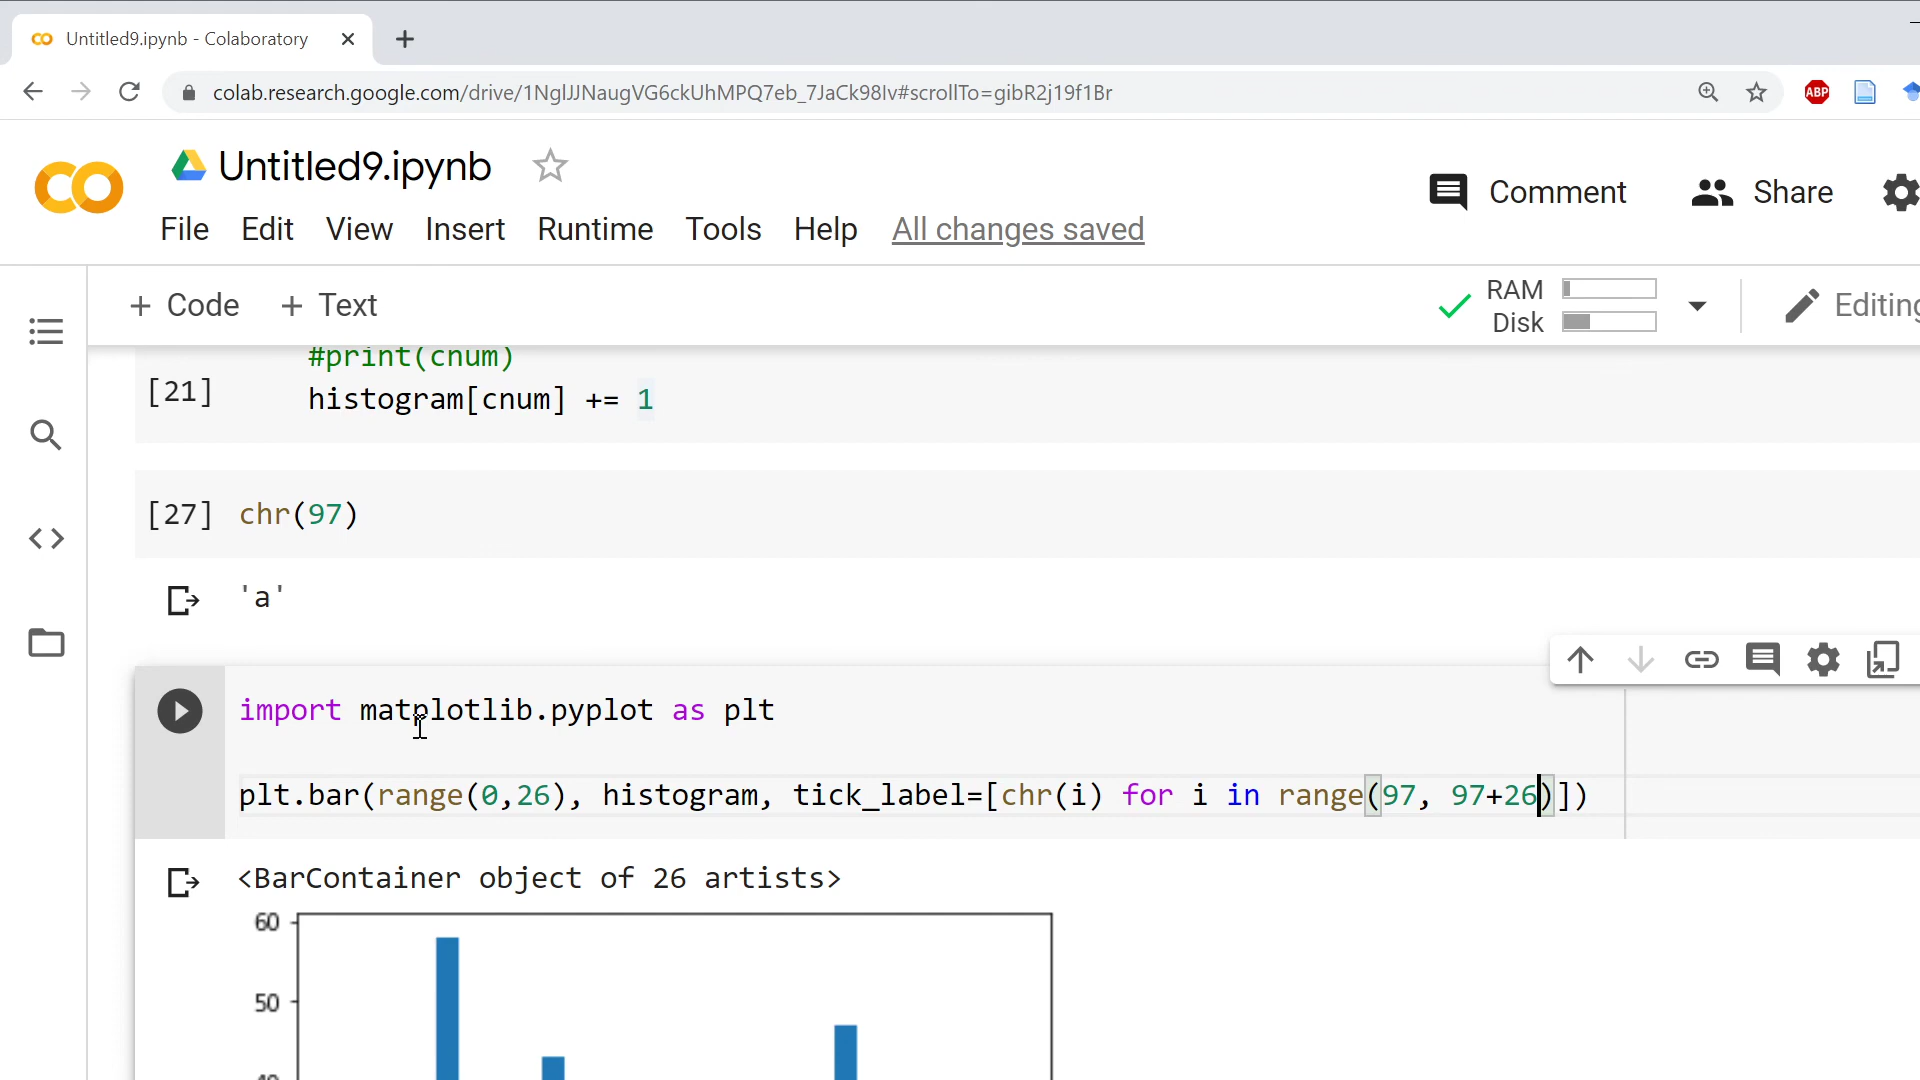 Untitled9.ipynb - Colaboratory
colab.research.google.com/drive/1NglJJNaugVG6ckUhMPQ7eb_7JaCk98lv#scrollTo=gibR2j19f1Br
ABP
Untitled9.ipynb
Comment
Share
File Edit View Insert Runtime Tools Help All changes saved
+ Code + Text
RAM
Disk
Editing
#print(cnum)
[21]
histogram[cnum] += 1
[27] chr(97)
'a'
import matplotlib.pyplot as plt
plt.bar(range(0,26), histogram, tick_label=[chr(i) for i in range(97, 97+26)])
<BarContainer object of 26 artists>
60
50
40